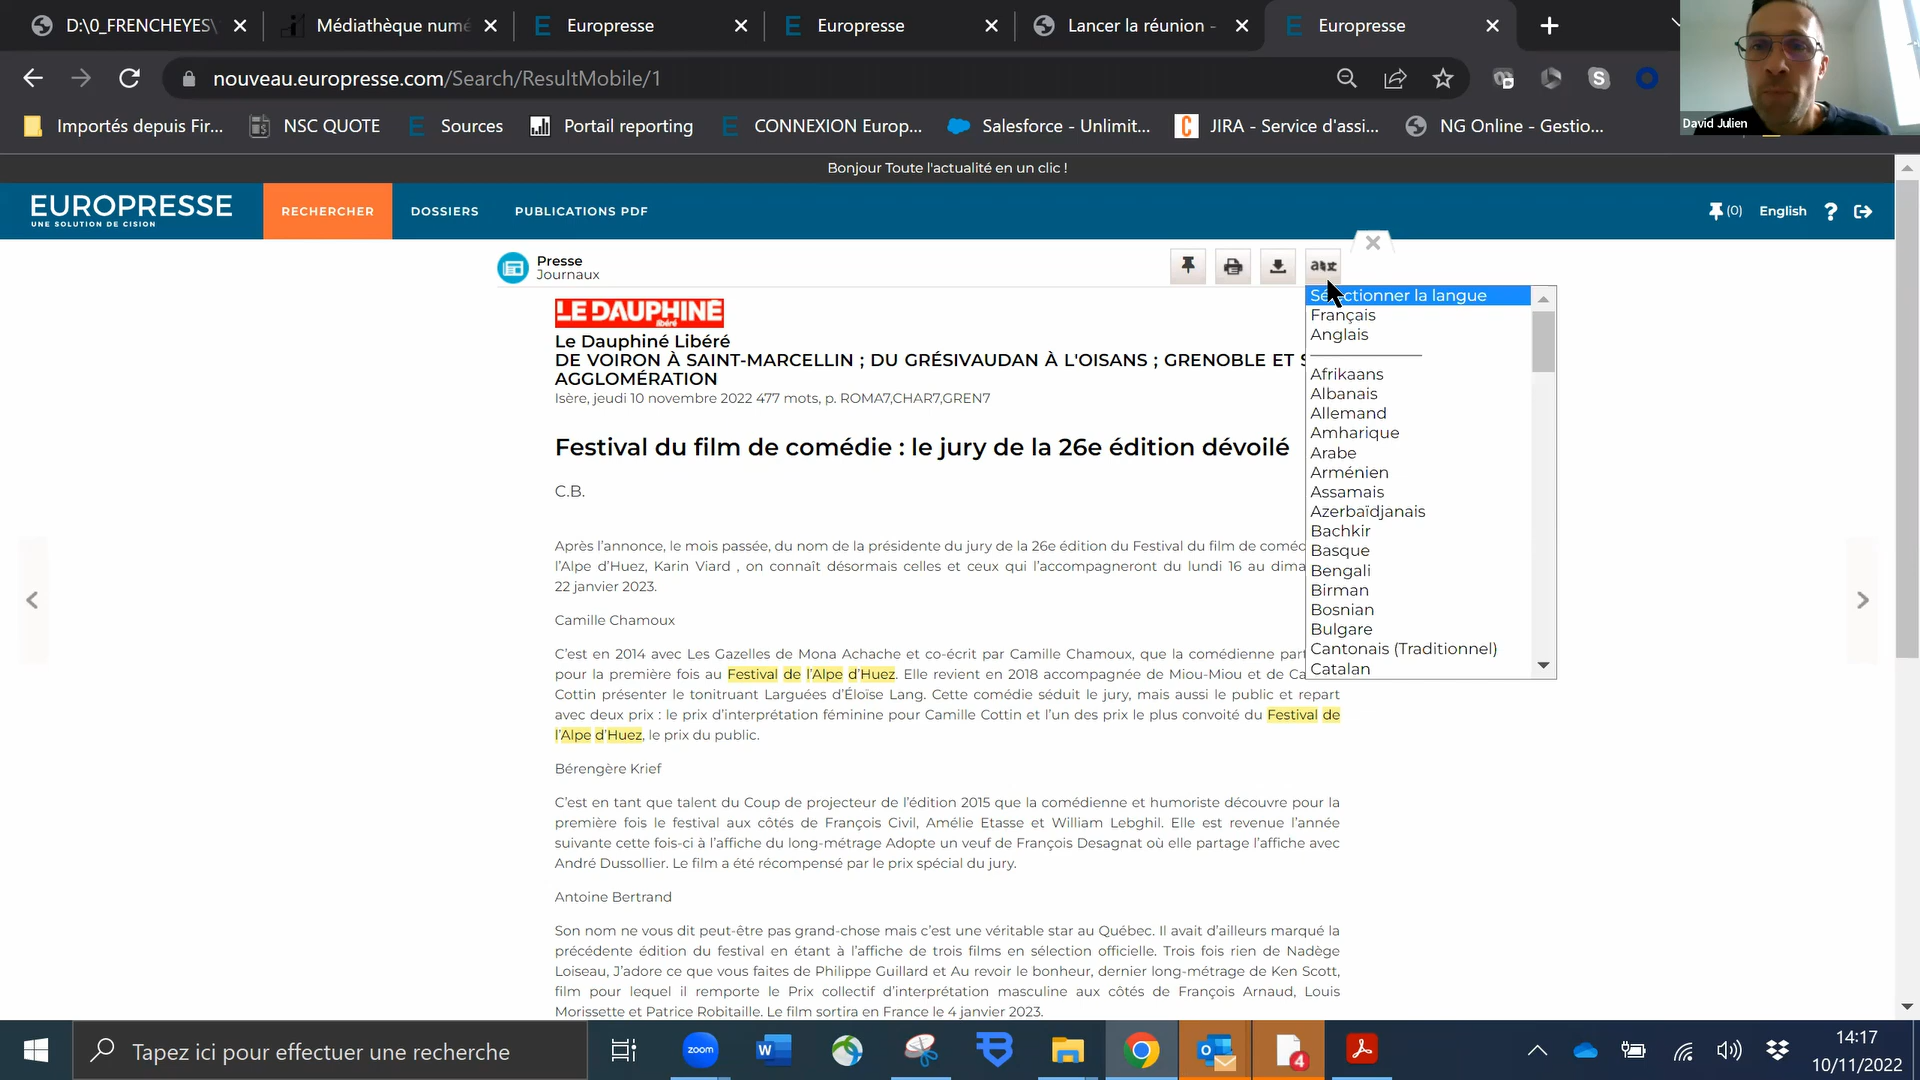 D:\0_FRENCHEYES\
Médiathèque numé
Europresse
Europresse
Lancer la réunion -
Europresse
nouveau.europresse.com/Search/ResultMobile/1
Importés depuis Fir...
NSC QUOTE
Sources
Portail reporting
CONNEXION Europ...
Salesforce - Unlimit...
JIRA - Service d'assi...
NG Online - Gestio...
David Julien
Bonjour Toute l'actualité en un clic !
EUROPRESSE
UNE SOLUTION DE CISION
RECHERCHER
DOSSIERS
PUBLICATIONS PDF
(0)
English
?
Presse
Journaux
LE DAUPHINÉ
libéré
Le Dauphiné Libéré
DE VOIRON À SAINT-MARCELLIN ; DU GRÉSIVAUDAN À L'OISANS ; GRENOBLE ET S
AGGLOMÉRATION
Isère, jeudi 10 novembre 2022 477 mots, p. ROMA7,CHAR7,GREN7
Festival du film de comédie : le jury de la 26e édition dévoilé
C.B.
Après l'annonce, le mois passée, du nom de la présidente du jury de la 26e édition du Festival du film de coméd
l'Alpe d'Huez, Karin Viard , on connaît désormais celles et ceux qui l'accompagneront du lundi 16 au dima
22 janvier 2023.
Camille Chamoux
C'est en 2014 avec Les Gazelles de Mona Achache et co-écrit par Camille Chamoux, que la comédienne par
pour la première fois au Festival de l'Alpe d'Huez. Elle revient en 2018 accompagnée de Miou-Miou et de Ca
Cottin présenter le tonitruant Larguées d'Éloïse Lang. Cette comédie séduit le jury, mais aussi le public et repart
avec deux prix : le prix d'interprétation féminine pour Camille Cottin et l'un des prix le plus convoité du Festival de
l'Alpe d'Huez, le prix du public.
Bérengère Krief
C'est en tant que talent du Coup de projecteur de l'édition 2015 que la comédienne et humoriste découvre pour la
première fois le festival aux côtés de François Civil, Amélie Etasse et William Lebghil. Elle est revenue l'année
suivante cette fois-ci à l'affiche du long-métrage Adopte un veuf de François Desagnat où elle partage l'affiche avec
André Dussollier. Le film a été récompensé par le prix spécial du jury.
Antoine Bertrand
Son nom ne vous dit peut-être pas grand-chose mais c'est une véritable star au Québec. Il avait d'ailleurs marqué la
précédente édition du festival en étant à l'affiche de trois films en sélection officielle. Trois fois rien de Nadège
Loiseau, J'adore ce que vous faites de Philippe Guillard et Au revoir le bonheur, dernier long-métrage de Ken Scott,
film pour lequel il remporte le Prix collectif d'interprétation masculine aux côtés de François Arnaud, Louis
Morissette et Patrice Robitaille. Le film sortira en France le 4 janvier 2023.
Sélectionner la langue
Français
Anglais
Afrikaans
Albanais
Allemand
Amharique
Arabe
Arménien
Assamais
Azerbaïdjanais
Bachkir
Basque
Bengali
Birman
Bosnian
Bulgare
Cantonais (Traditionnel)
Catalan
Tapez ici pour effectuer une recherche
zoom
4
14:17
10/11/2022